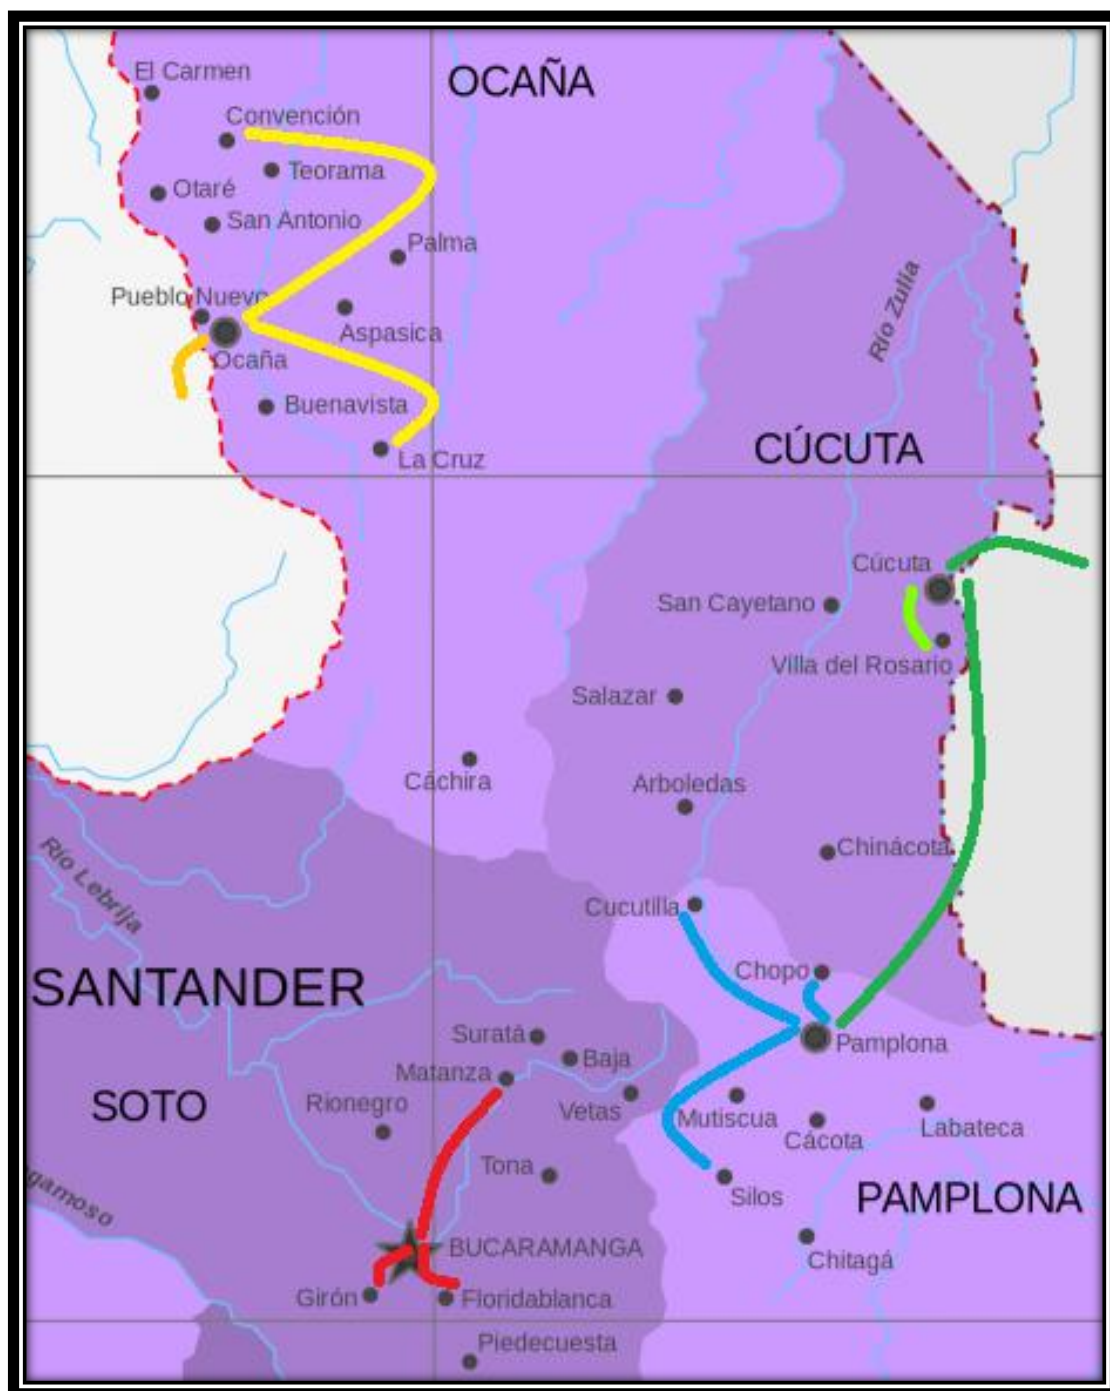 El Carmen
OCAÑA
Convención
Teorama
Otaré
San Antonio
Palma
Pueblo Nuevo
Aspasica
Ocaña
Río Zulia
Buenavista
La Cruz
CÚCUTA
Cúcuta
San Cayetano
Villa del Rosario
Salazar
Cáchira
Arboledas
Chinácota
Río Lebrija
Cucutilla
Chopo
SANTANDER
Suratá
Pamplona
Baja
Matanza
SOTO
Rionegro
Vetas
Mutiscua
Cácota
Labateca
Tona
gamoso
Silos
PAMPLONA
BUCARAMANGA
Chitagá
Girón
Floridablanca
Piedecuesta